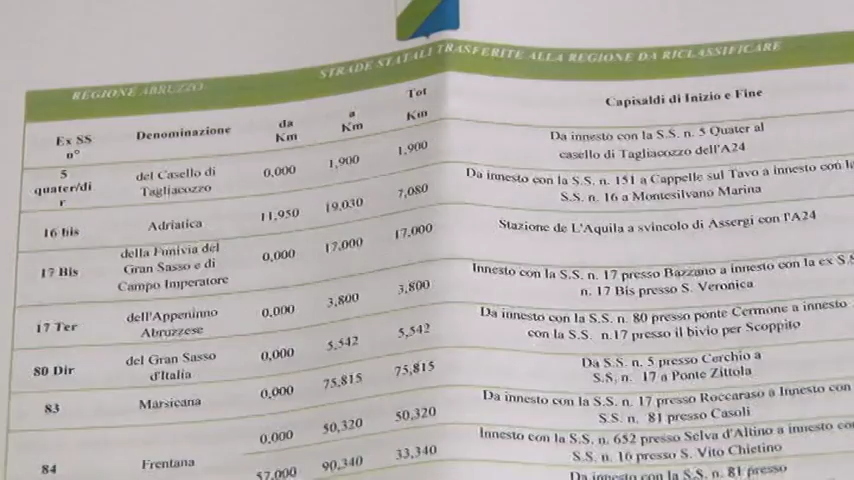 REGIONE ABRUZZO STRADE STATALI TRASFERITE ALLA REGIONE DA RICLASSIFICARE
Ex SS n° Denominazione da Km a Km Tot Km Capisaldi di Inizio e Fine
5 quater/di r del Casello di Tagliacozzo 0,000 1,900 1,900 Da innesto con la S.S. n. 5 Quater al
casello di Tagliacozzo dell'A24
16 bis Adriatica 11,950 19,030 7,080 Da innesto con la S.S. n. 151 a Cappelle sul Tavo a innesto con
S.S. n. 16 a Montesilvano Marina
17 Bis della Funivia del Gran Sasso e di Campo Imperatore 0,000 17,000 17,000 Stazione de L'Aquila a svincolo di Assergi con l'A24
17 Ter dell'Appennino Abruzzese 0,000 3,800 3,800 Innesto con la S.S. n. 17 presso Bazzano a innesto con la ex S.S
n. 17 Bis presso S. Veronica
80 Dir del Gran Sasso d'Italia 0,000 5,542 5,542 Da innesto con la S.S. n. 80 presso ponte Cermone a innesto
con la S.S. n.17 presso il bivio per Scoppito
83 Marsicana 0,000 75,815 75,815 Da S.S. n. 5 presso Cerchio a
S.S. n. 17 a Ponte Zittola
84 Frentana 0,000 50,320 50,320 Da innesto con la S.S. n. 17 presso Roccaraso a Innesto con
S.S. n. 81 presso Casoli
57,000 90,340 33,340 Innesto con la S.S. n. 652 presso Selva d'Altino a innesto
S.S. n. 16 presso S. Vito Chietino
Da innesto con la S.S. n. 81 presso